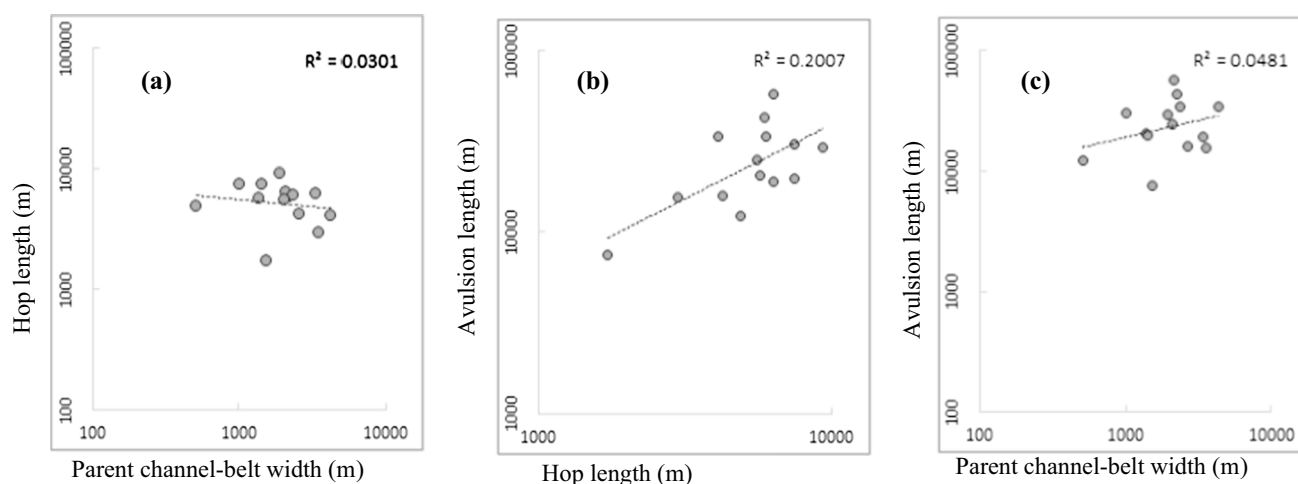 (a)
R² = 0.0301
Hop length (m)
100000
10000
1000
100
100 1000 10000
Parent channel-belt width (m)
(b)
R² = 0.2007
Avulsion length (m)
100000
10000
1000
1000 10000
Hop length (m)
(c)
R² = 0.0481
Avulsion length (m)
100000
10000
1000
100
100 1000 10000
Parent channel-belt width (m)